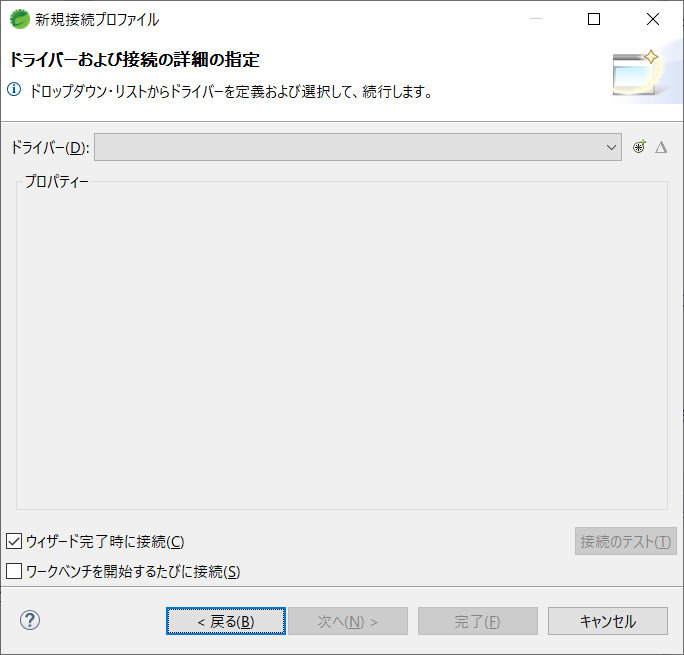 新規接続プロファイル
ドライバーおよび接続の詳細の指定
ドロップダウン・リストからドライバーを定義および選択して、続行します。
ドライバー(D):
プロパティー
ウィザード完了時に接続(C)
接続のテスト(T)
ワークベンチを開始するたびに接続(S)
< 戻る(B)
次へ(N) >
完了(F)
キャンセル